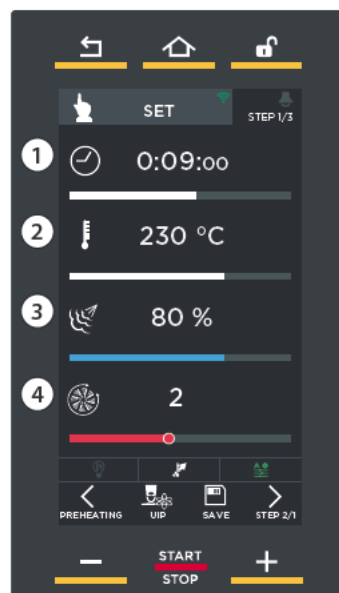 SET
STEP 1/3
1
0:09:00
2
230 °C
3
80 %
4
2
PREHEATING
UIP
SAVE
STEP 2/1
START
STOP